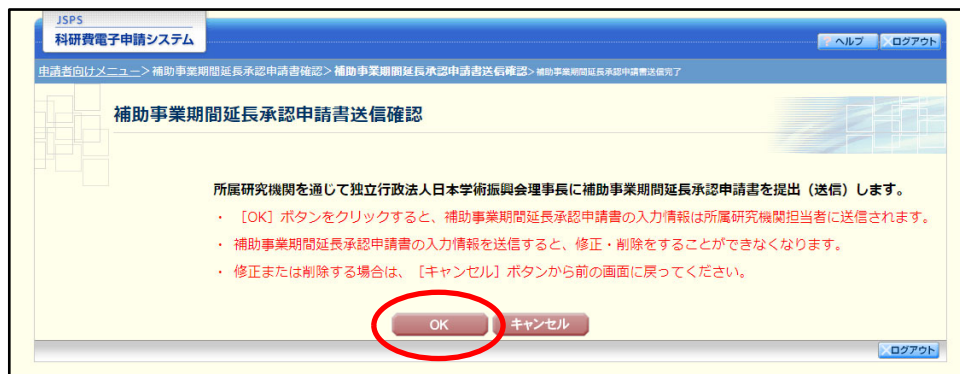 JSPS
科研費電子申請システム
ヘルプ ログアウト
申請者向けメニュー>補助事業期間延長承認申請書確認>補助事業期間延長承認申請書送信確認>補助事業期間延長承認申請書送信完了
補助事業期間延長承認申請書送信確認
所属研究機関を通じて独立行政法人日本学術振興会理事長に補助事業期間延長承認申請書を提出（送信）します。
・ ［OK］ボタンをクリックすると、補助事業期間延長承認申請書の入力情報は所属研究機関担当者に送信されます。
・ 補助事業期間延長承認申請書の入力情報を送信すると、修正・削除をすることができなくなります。
・ 修正または削除する場合は、［キャンセル］ボタンから前の画面に戻ってください。
OK キャンセル
ログアウト